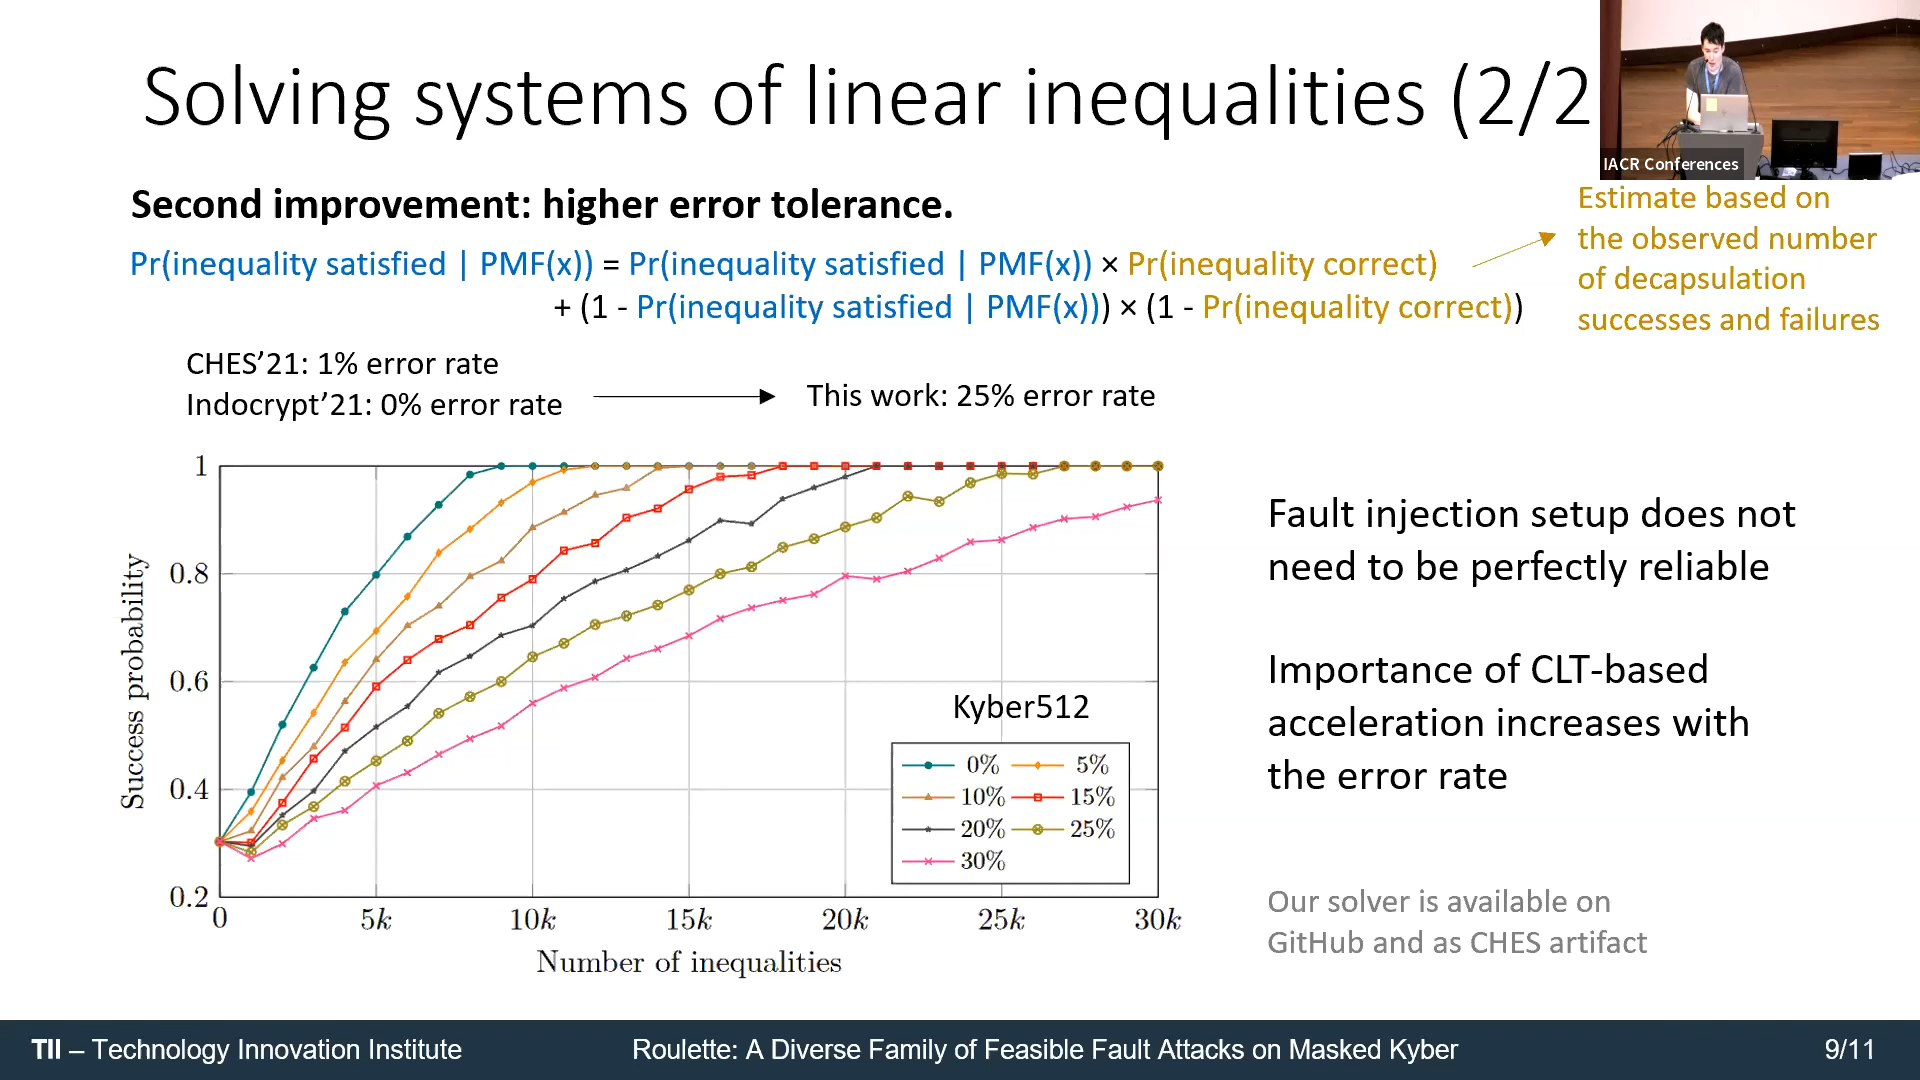 Solving systems of linear inequalities (2/2
IACR Conferences
Second improvement: higher error tolerance.
Estimate based on
the observed number
of decapsulation
successes and failures
Pr(inequality satisfied | PMF(x)) = Pr(inequality satisfied | PMF(x)) × Pr(inequality correct)
+ (1 - Pr(inequality satisfied | PMF(x))) × (1 - Pr(inequality correct))
CHES’21: 1% error rate
Indocrypt’21: 0% error rate
This work: 25% error rate
1
0.8
0.6
0.4
0.2
Success probability
0 5k 10k 15k 20k 25k 30k
Number of inequalities
Kyber512
0% 5%
10% 15%
20% 25%
30%
Fault injection setup does not
need to be perfectly reliable
Importance of CLT-based
acceleration increases with
the error rate
Our solver is available on
GitHub and as CHES artifact
TII – Technology Innovation Institute
Roulette: A Diverse Family of Feasible Fault Attacks on Masked Kyber
9/11